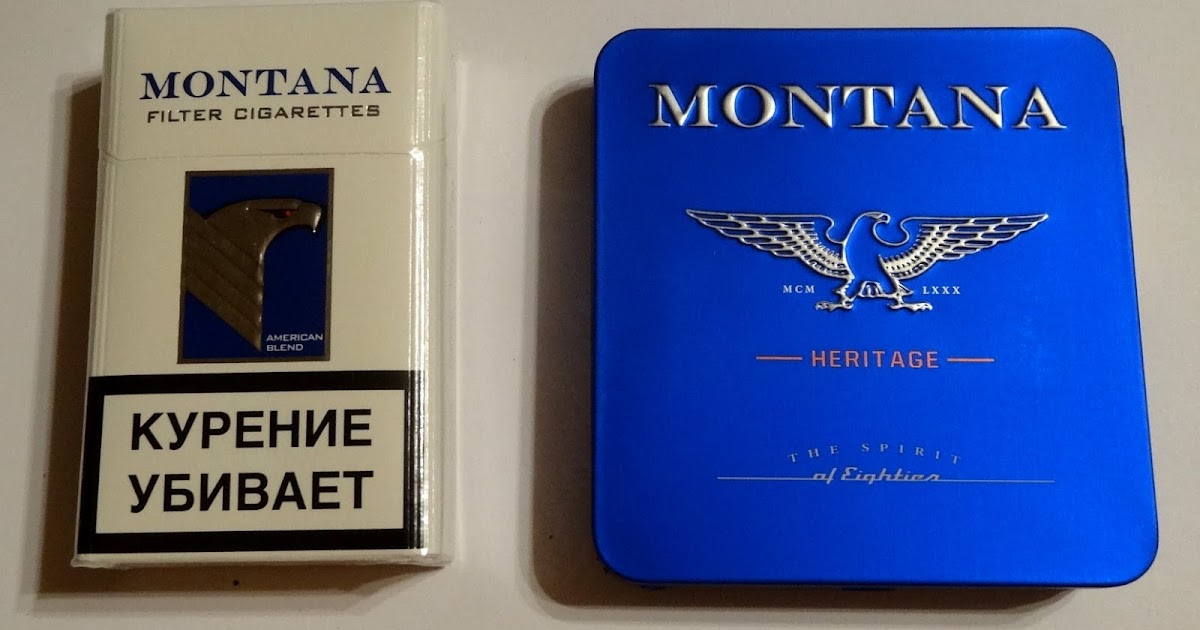 MONTANA
FILTER CIGARETTES
AMERICAN
BLEND
КУРЕНИЕ
УБИВАЕТ
MONTANA
MCM LXXX
HERITAGE
THE SPIRIT
of Eighties